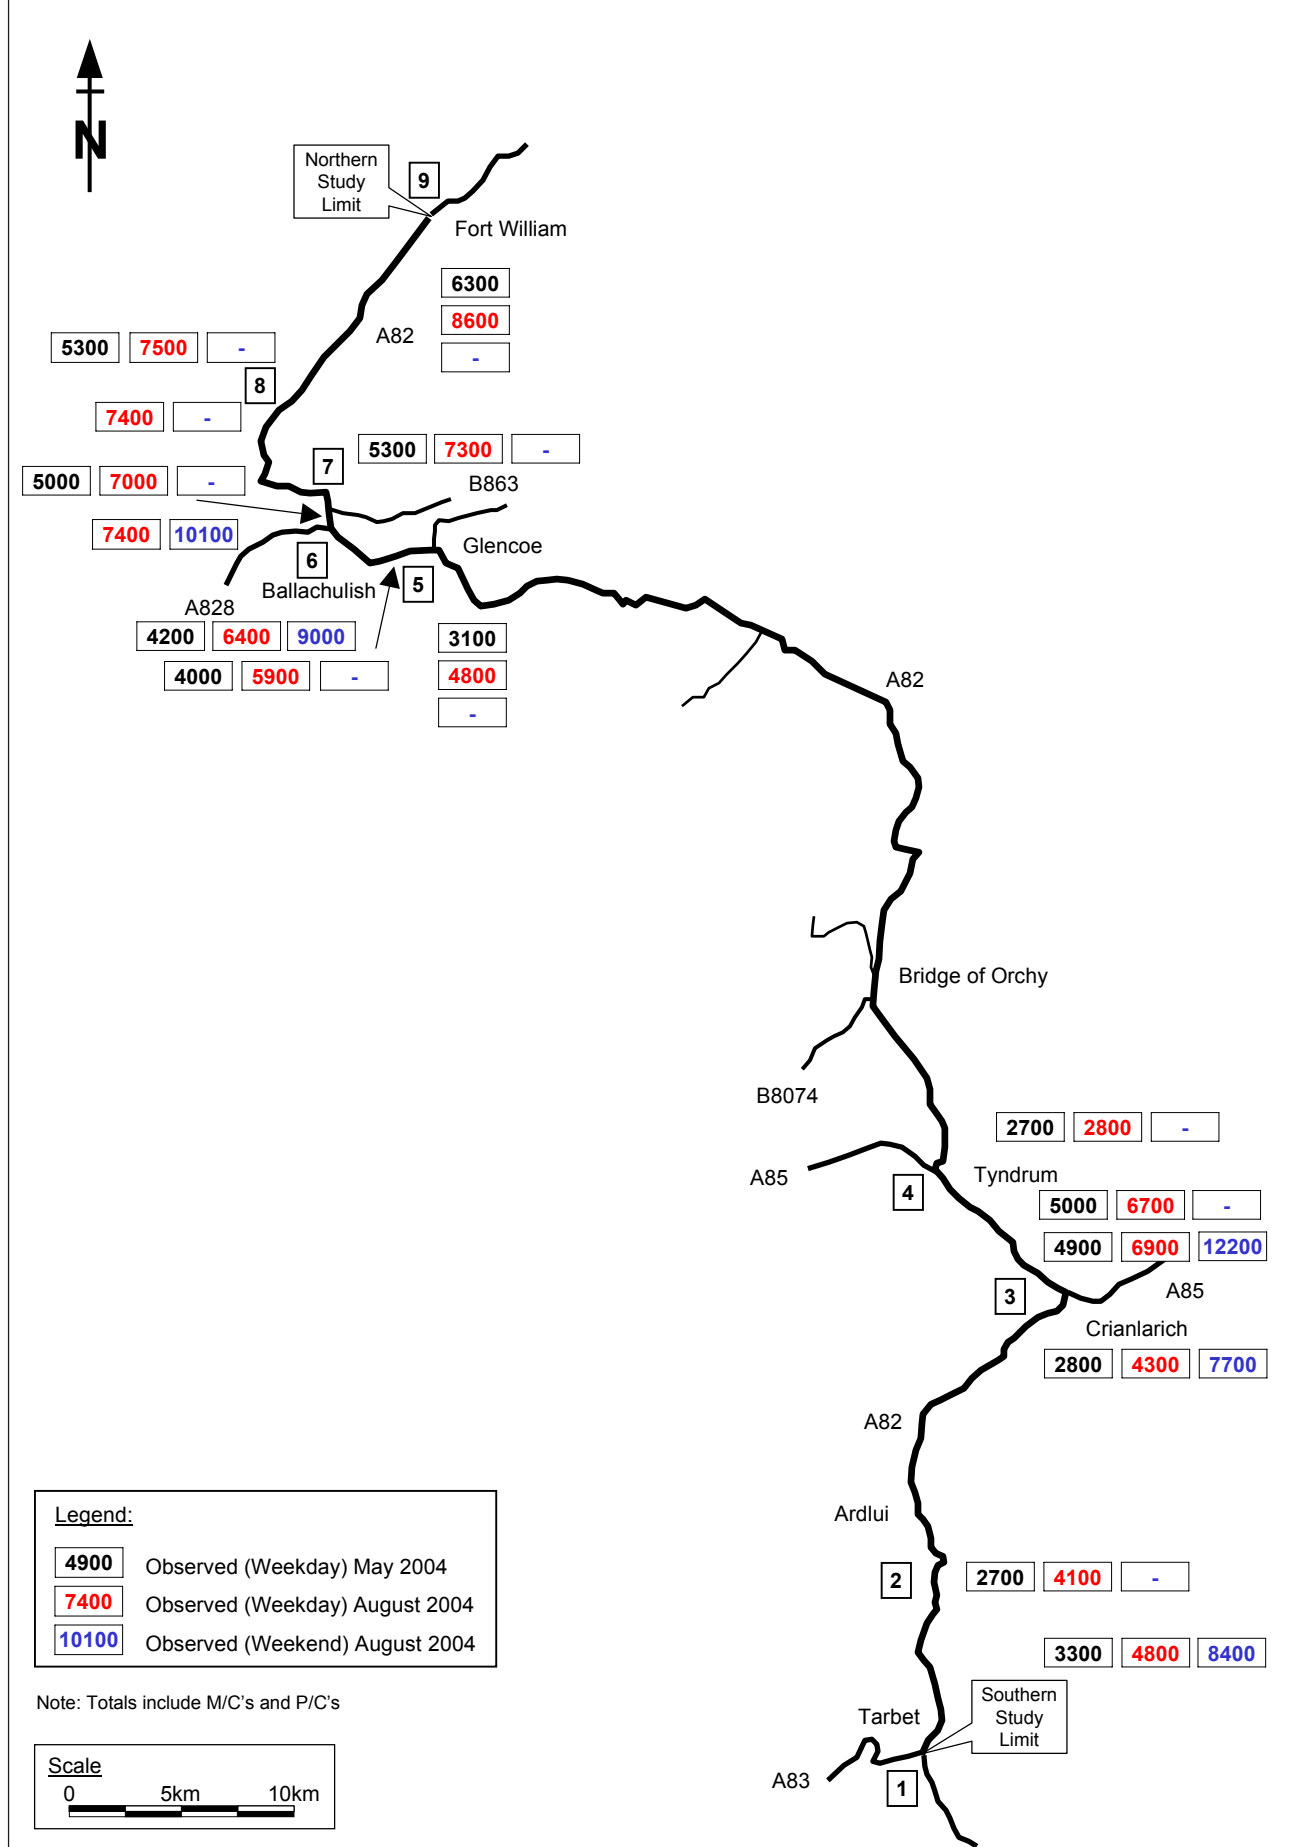 N
Northern
Study
Limit
9
Fort William
6300
8600
-
A82
5300 7500 -
8
7400 -
5300 7300 -
7
5000 7000 -
B863
7400 10100
Glencoe
6
5
Ballachulish
A828
4200 6400 9000
3100
4000 5900 -
4800
-
A82
Bridge of Orchy
B8074
2700 2800 -
A85
Tyndrum
4
5000 6700 -
4900 6900 12200
3
A85
Crianlarich
2800 4300 7700
A82
Ardlui
2
2700 4100 -
3300 4800 8400
Southern
Study
Limit
Tarbet
A83
1
Legend:
4900 Observed (Weekday) May 2004
7400 Observed (Weekday) August 2004
10100 Observed (Weekend) August 2004
Note: Totals include M/C's and P/C's
Scale
0 5km 10km